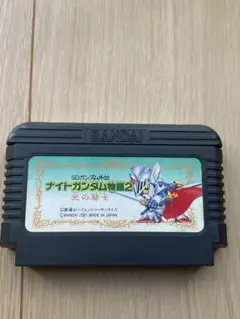 BANDAI
SDガンダム外伝
ナイトガンダム物語2
光の騎士
©創通エージェンシー・サンライズ
©BANDAI 1991 MADE IN JAPAN